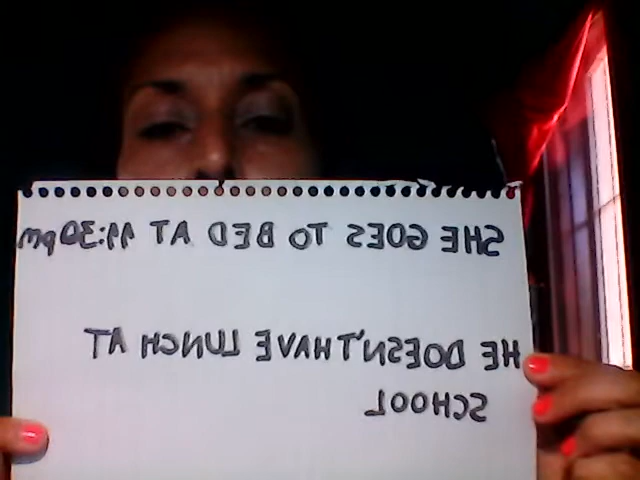 SHE GOES TO BED AT 11:30pm
HE DOESN'T HAVE LUNCH AT
SCHOOL